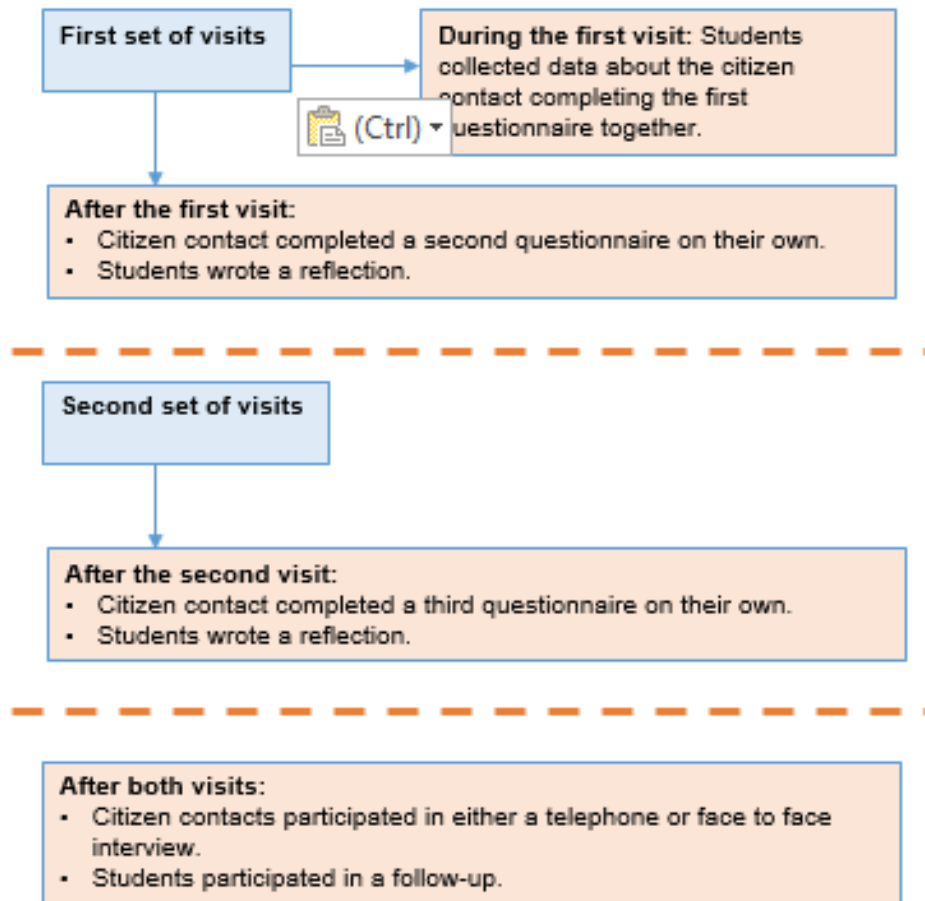 First set of visits
During the first visit: Students
collected data about the citizen
contact completing the first
uestionnaire together.
(Ctrl)
After the first visit:
▪ Citizen contact completed a second questionnaire on their own.
▪ Students wrote a reflection.
Second set of visits
After the second visit:
▪ Citizen contact completed a third questionnaire on their own.
▪ Students wrote a reflection.
After both visits:
▪ Citizen contacts participated in either a telephone or face to face
interview.
▪ Students participated in a follow-up.